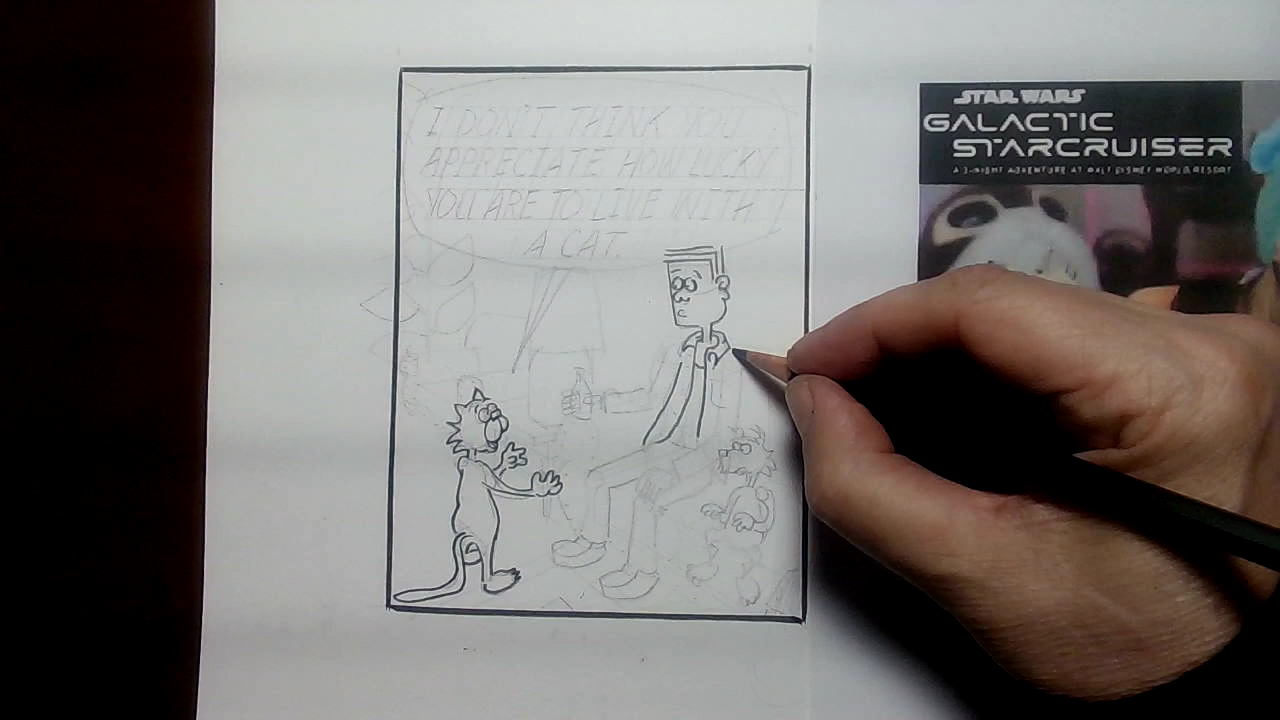 I DON'T THINK YOU
APPRECIATE HOW LUCKY
YOU ARE TO LIVE WITH
A CAT.
STAR WARS
GALACTIC
STARCRUISER
A 2-NIGHT ADVENTURE AT WALT DISNEY WORLD RESORT